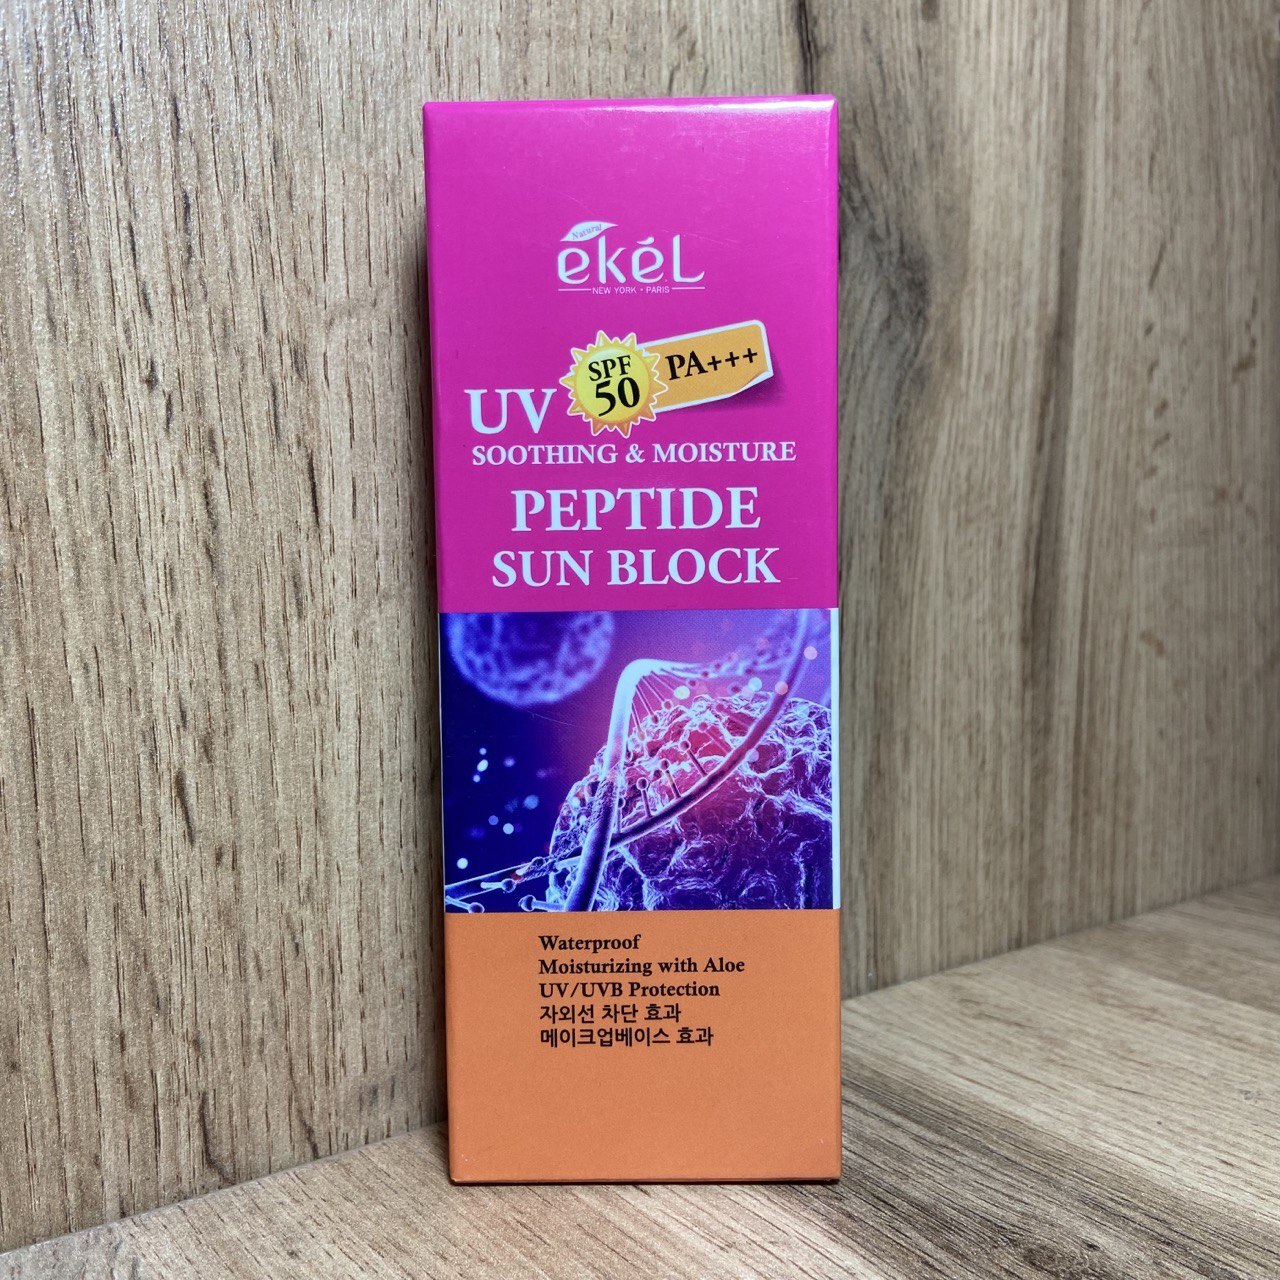 Natural
ékéL
NEW YORK • PARIS
SPF
50
PA+++
UV
SOOTHING & MOISTURE
PEPTIDE
SUN BLOCK
Waterproof
Moisturizing with Aloe
UV/UVB Protection
자외선 차단 효과
메이크업베이스 효과